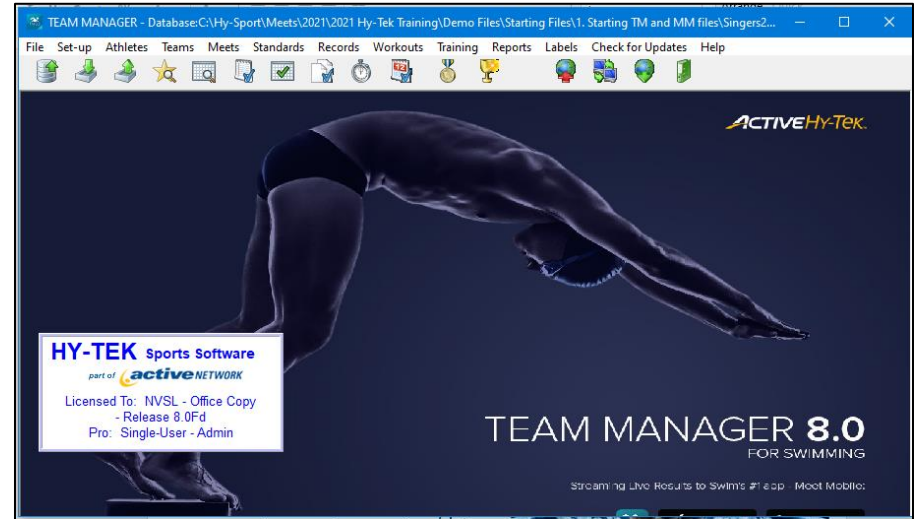 TEAM MANAGER - Database:C:\Hy-Sport\Meets\2021\2021 Hy-Tek Training\Demo Files\Starting Files\1. Starting TM and MM files\Singers2...
File Set-up Athletes Teams Meets Standards Records Workouts Training Reports Labels Check for Updates Help
ACTIVEHY-TEK.
HY-TEK Sports Software
part of activeNETWORK
Licensed To: NVSL - Office Copy
- Release 8.0Fd
Pro: Single-User - Admin
TEAM MANAGER 8.0
FOR SWIMMING
Streaming Live Results to Swim's #1 app - Meet Mobile: